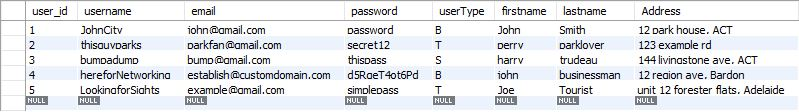 user_id username email password userType firstname lastname Address
1 JohnCity john@gmail.com password B John Smith 12 park house, ACT
2 thisguyparks parkfan@gmail.com secret12 T perry parklover 123 example rd
3 bumpadump bump@gmail.com thispass S harry trudeau 144 livingstone ave, ACT
4 hereforNetworking establish@customdomain.com B john businessman 12 region ave, Bardon
5 LookingforSights example@gmail.com simplepass T Joe Tourist unit 12 forester flats, Adelaide
NULL NULL NULL NULL NULL NULL NULL NULL